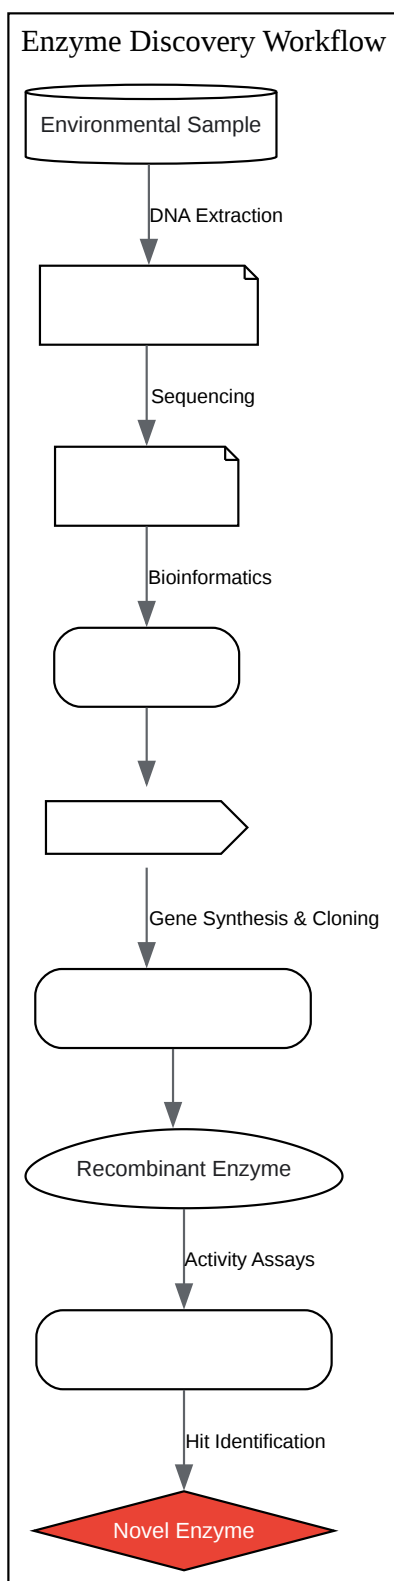 Enzyme Discovery Workflow
Environmental Sample
DNA Extraction
Sequencing
Bioinformatics
Gene Synthesis & Cloning
Recombinant Enzyme
Activity Assays
Hit Identification
Novel Enzyme